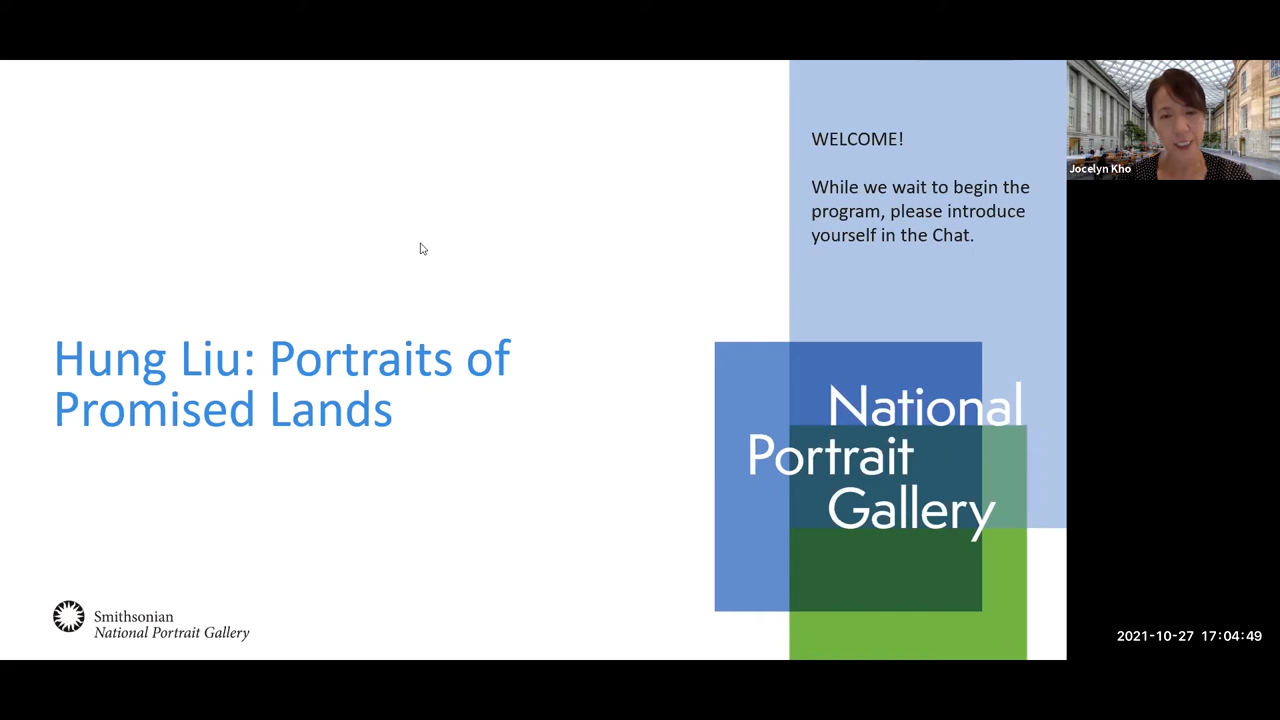 WELCOME!
While we wait to begin the
program, please introduce
yourself in the Chat.
Jocelyn Kho
Hung Liu: Portraits of
Promised Lands
National
Portrait
Gallery
Smithsonian
National Portrait Gallery
2021-10-27 17:04:49